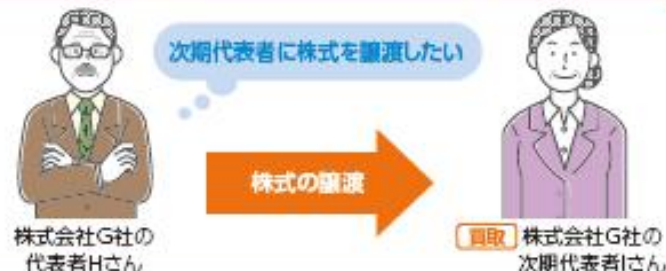 次期代表者に株式を譲渡したい
株式の譲渡
株式会社G社の
代表者Hさん
買取 株式会社G社の
次期代表者Iさん